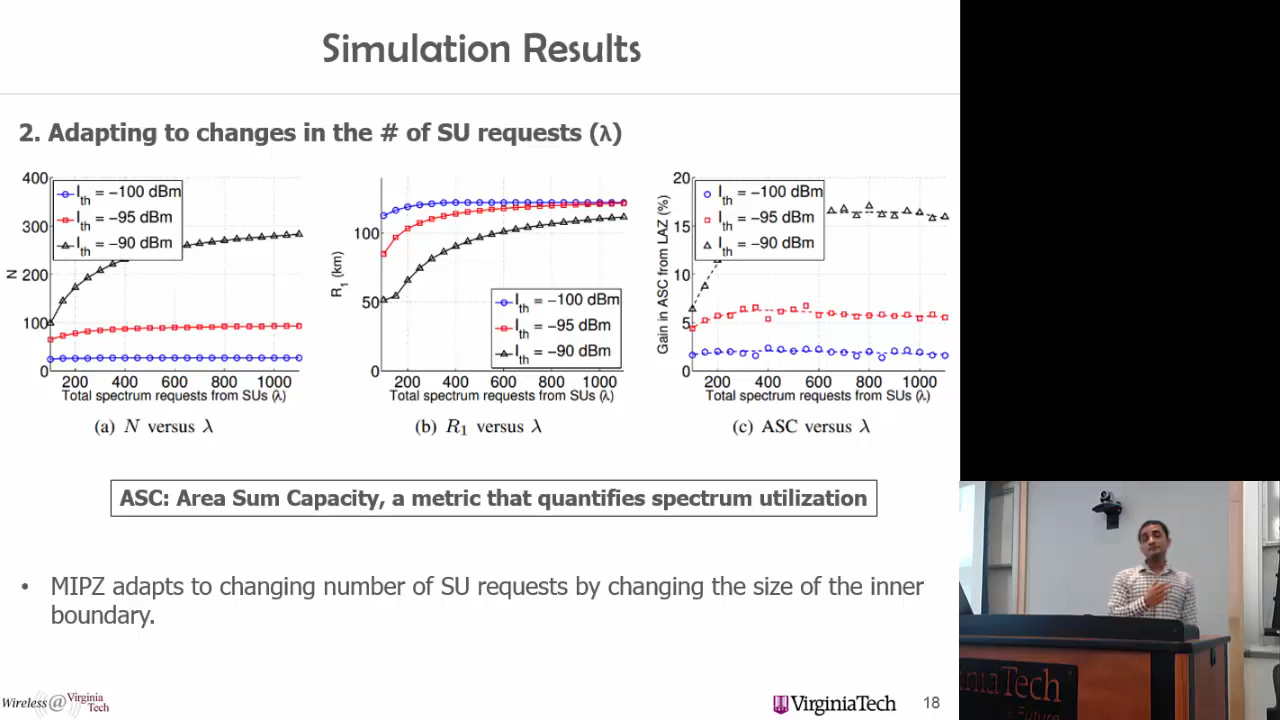 Simulation Results
2. Adapting to changes in the # of SU requests (λ)
400
300
200
100
0
N
I_th = −100 dBm
I_th = −95 dBm
I_th = −90 dBm
200 400 600 800 1000
Total spectrum requests from SUs (λ)
(a) N versus λ
100
50
0
R_1 (km)
I_th = −100 dBm
I_th = −95 dBm
I_th = −90 dBm
200 400 600 800 1000
Total spectrum requests from SUs (λ)
(b) R_1 versus λ
20
15
10
5
0
Gain in ASC from LAZ (%)
I_th = −100 dBm
I_th = −95 dBm
I_th = −90 dBm
200 400 600 800 1000
Total spectrum requests from SUs (λ)
(c) ASC versus λ
ASC: Area Sum Capacity, a metric that quantifies spectrum utilization
• MIPZ adapts to changing number of SU requests by changing the size of the inner
boundary.
Wireless@Virginia
Tech
VirginiaTech
18
iniaTech